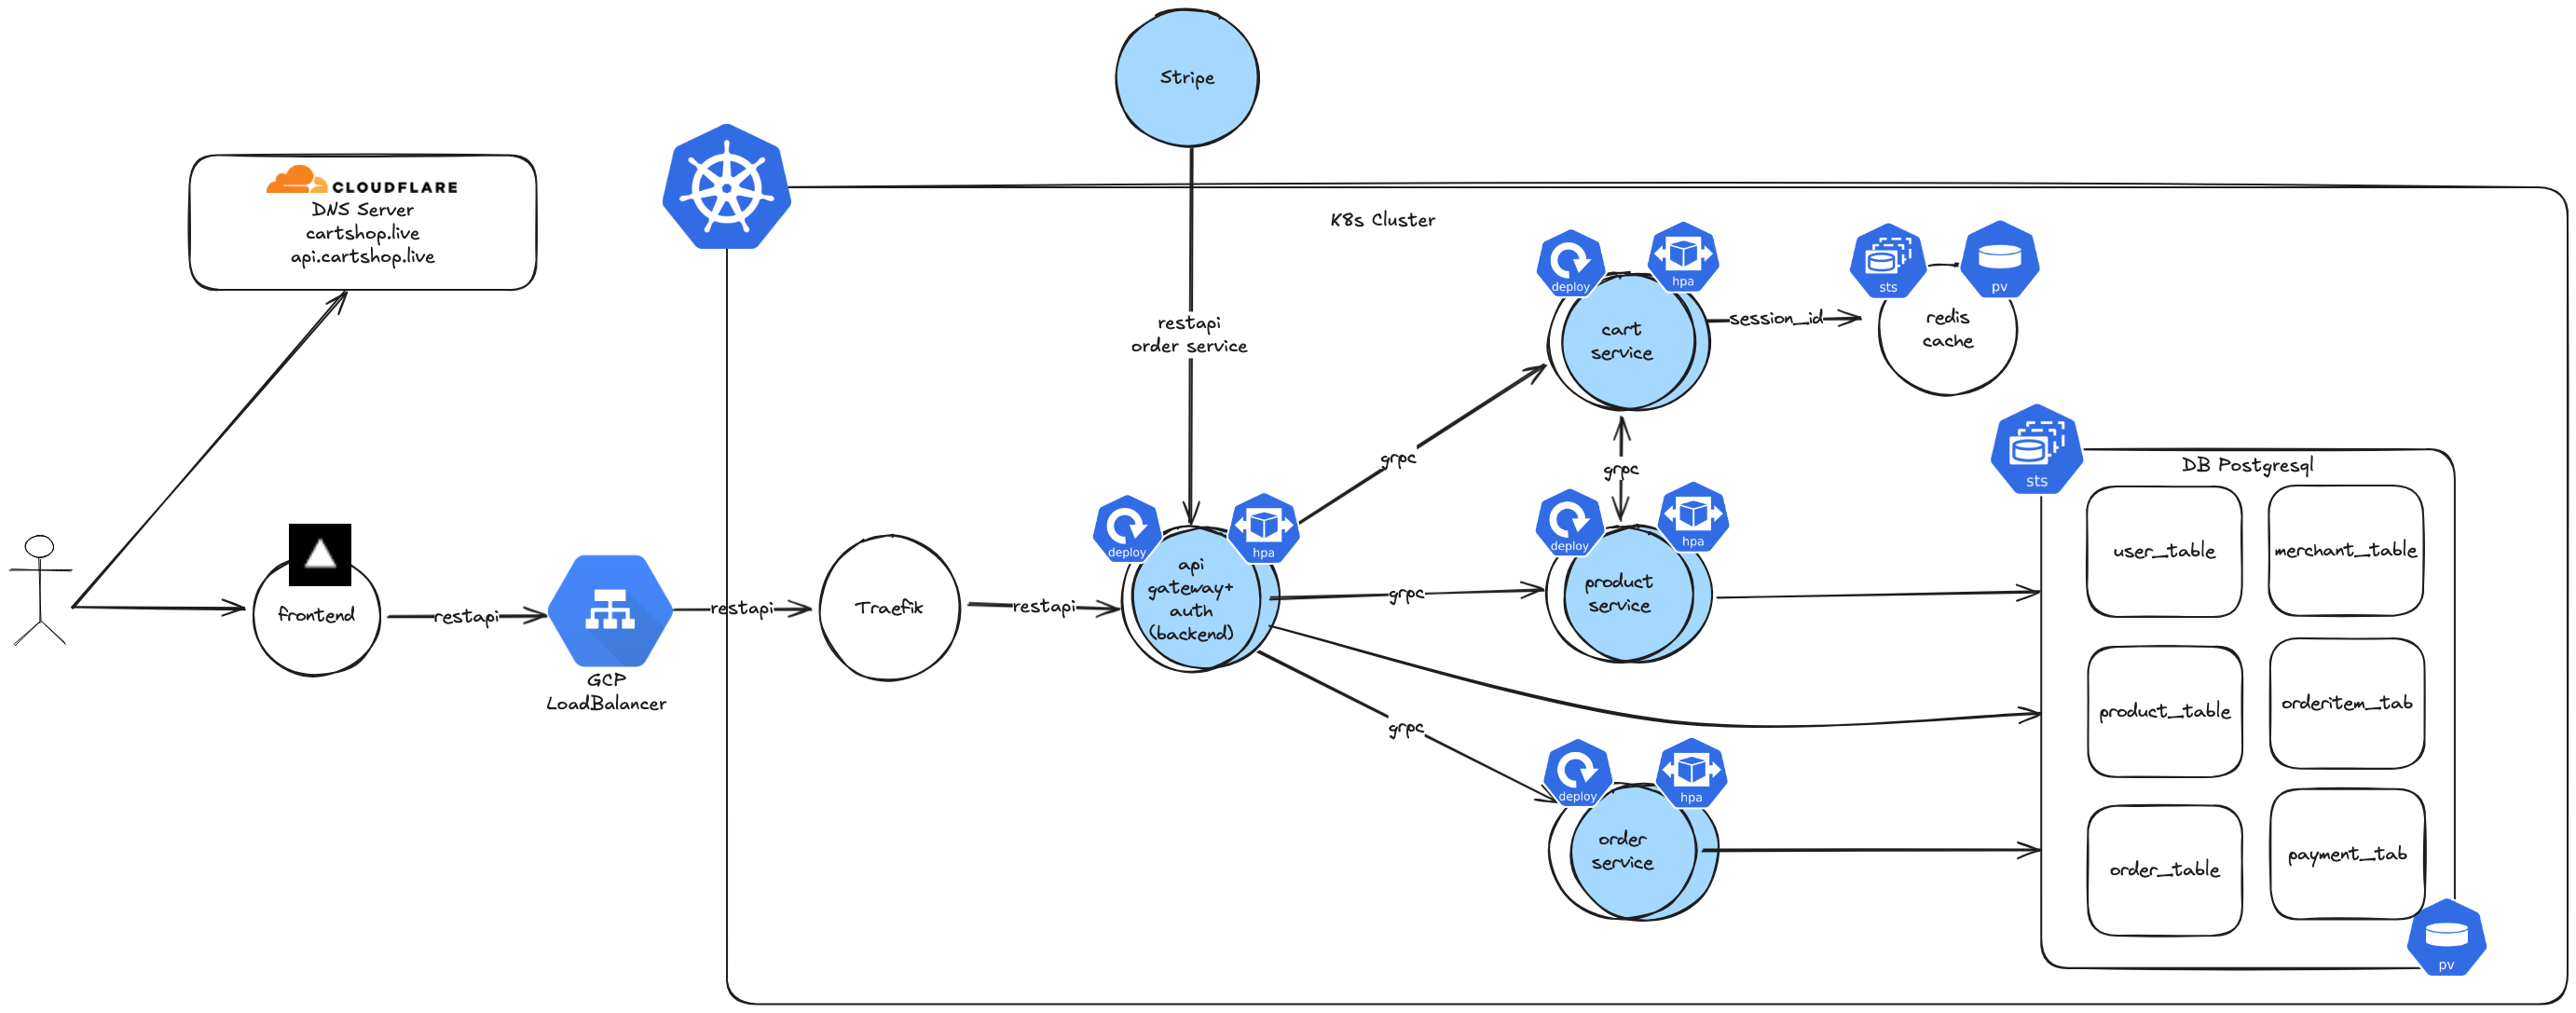 Stripe
CLOUDFLARE
DNS Server
cartshop.live
api.cartshop.live
K8s Cluster
restapi
order service
deploy
hpa
cart
service
session_id
sts
pv
redis
cache
grpc
grpc
sts
DB Postgresql
user_table
merchant_table
product_table
orderitem_tab
order_table
payment_tab
pv
frontend
restapi
GCP
LoadBalancer
restapi
Traefik
restapi
deploy
hpa
api
gateway+
auth
(backend)
grpc
deploy
hpa
product
service
grpc
deploy
hpa
order
service